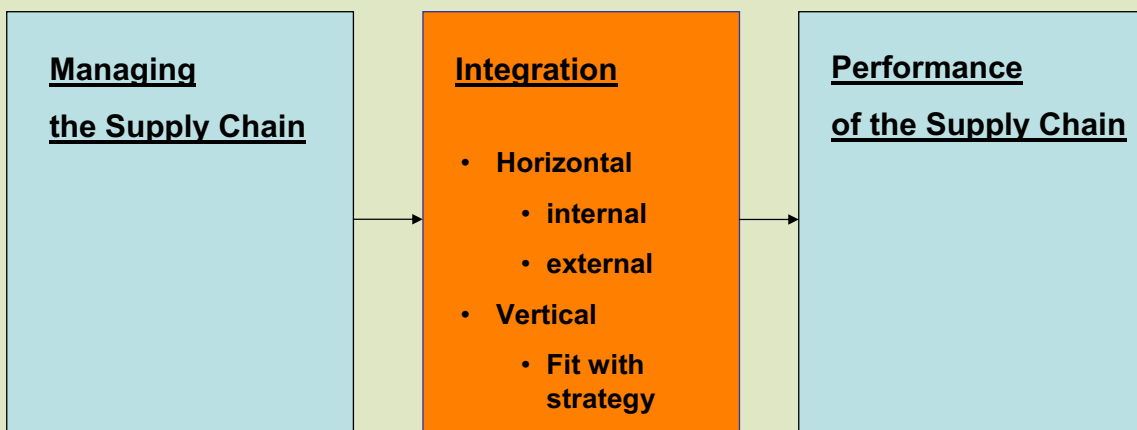 Managing
the Supply Chain
Integration
• Horizontal
• internal
• external
• Vertical
• Fit with
strategy
Performance
of the Supply Chain